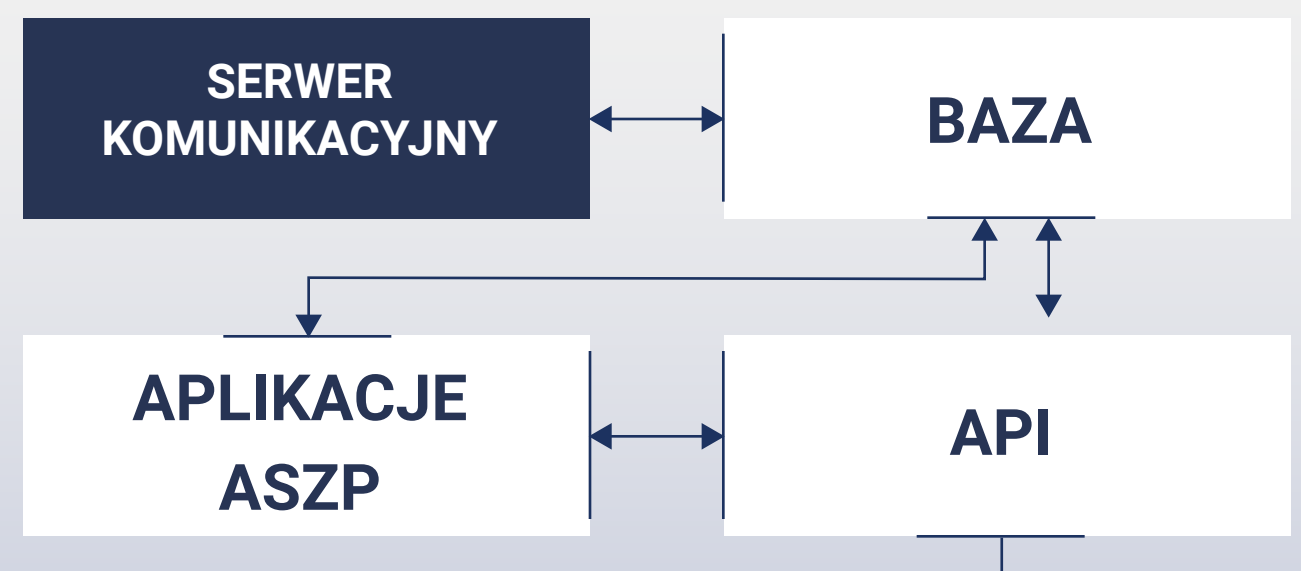 SERWER
KOMUNIKACYJNY
BAZA
APLIKACJE
ASZP
API